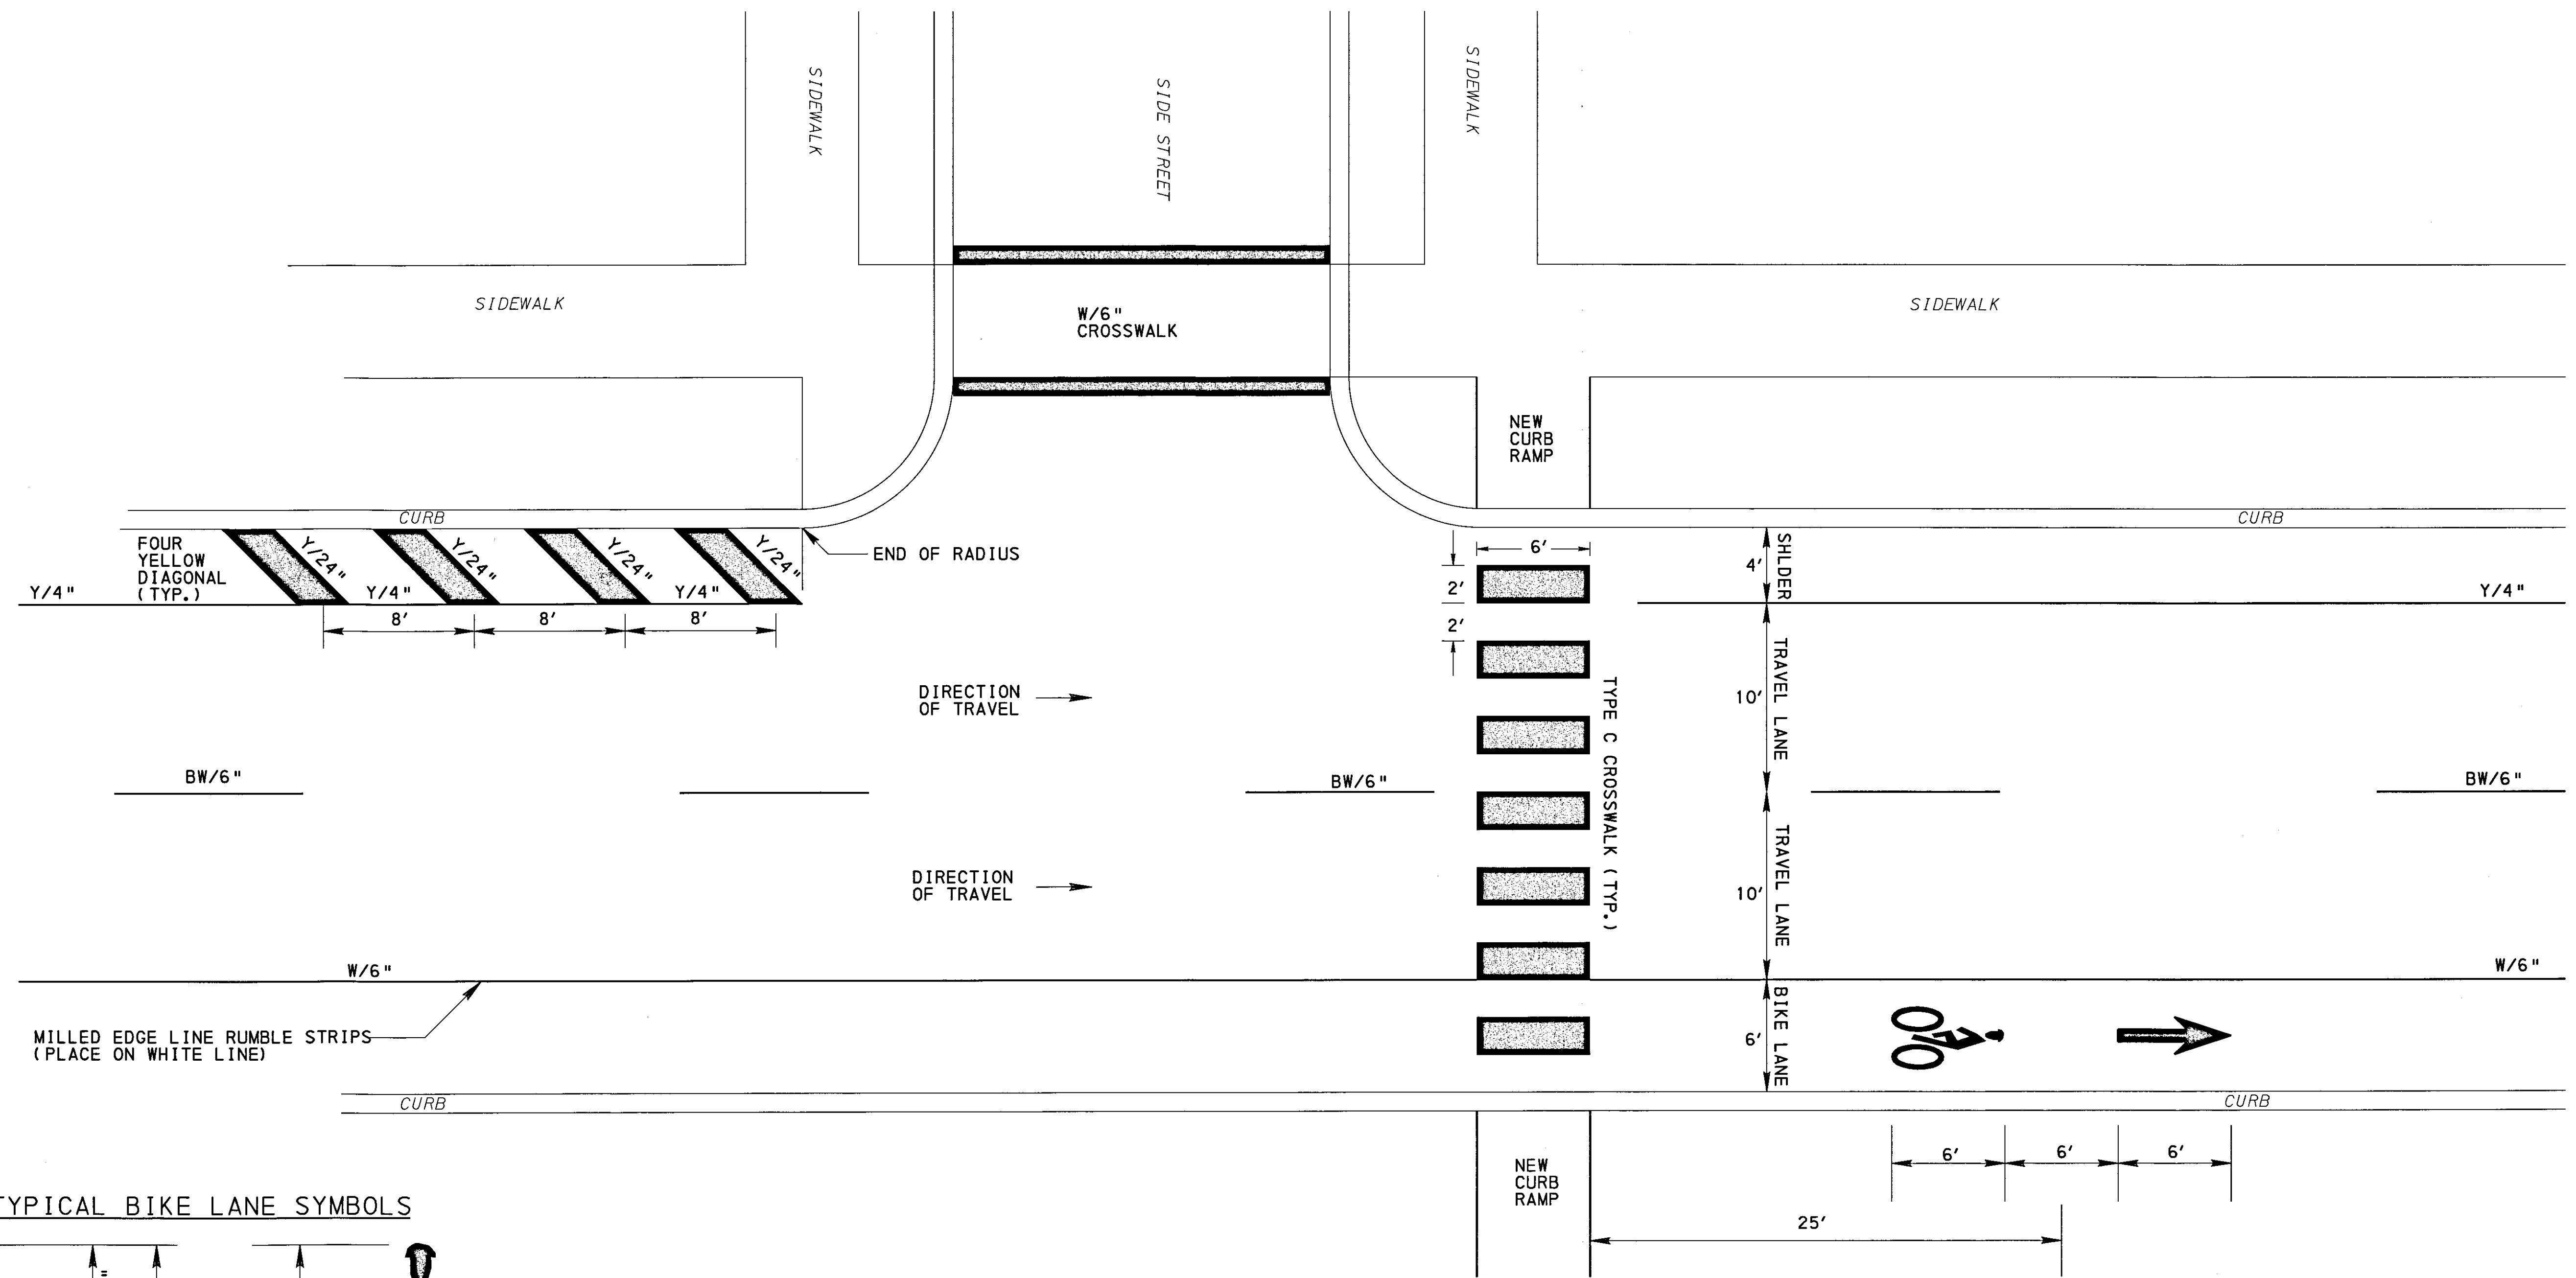 SIDEWALK
SIDE STREET
SIDEWALK
SIDEWALK
W/6"
CROSSWALK
SIDEWALK
NEW
CURB
RAMP
CURB
CURB
FOUR
YELLOW
DIAGONAL
(TYP.)
Y/24"
Y/24"
Y/24"
Y/24"
END OF RADIUS
6'
SHLDER
4'
Y/4"
Y/4"
Y/4"
Y/4"
2'
2'
8'
8'
8'
DIRECTION
OF TRAVEL
TRAVEL LANE
10'
BW/6"
BW/6"
BW/6"
TYPE C CROSSWALK (TYP.)
DIRECTION
OF TRAVEL
TRAVEL LANE
10'
W/6"
W/6"
MILLED EDGE LINE RUMBLE STRIPS
(PLACE ON WHITE LINE)
BIKE LANE
6'
CURB
CURB
6'
6'
6'
NEW
CURB
RAMP
25'
TYPICAL BIKE LANE SYMBOLS